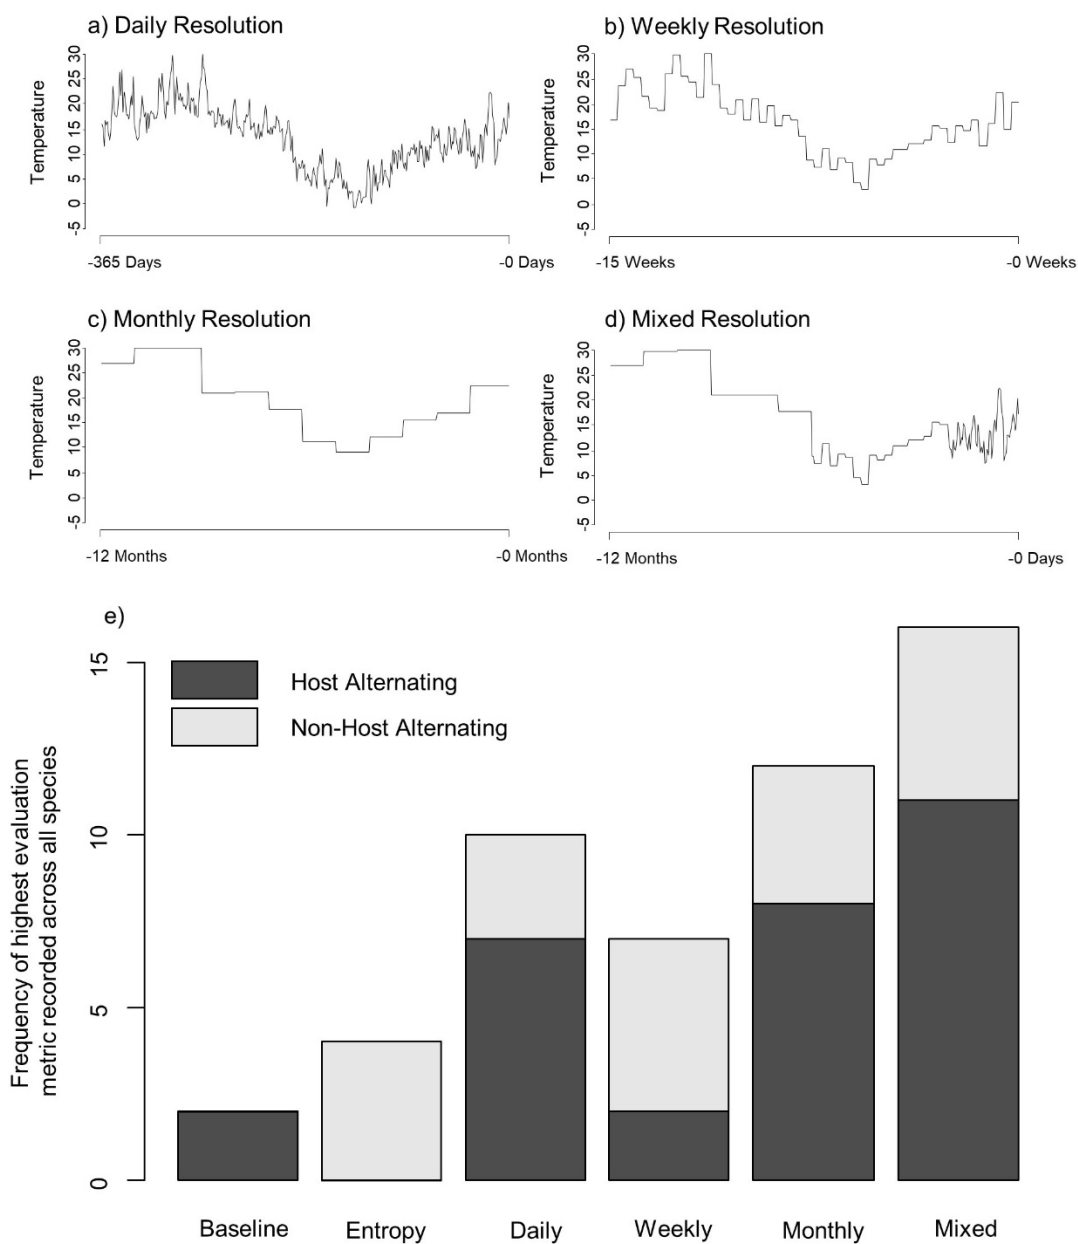 a) Daily Resolution
Temperature
30
25
20
15
10
5
0
-5
-365 Days
-0 Days
b) Weekly Resolution
Temperature
30
25
20
15
10
5
0
-5
-15 Weeks
-0 Weeks
c) Monthly Resolution
Temperature
30
25
20
15
10
5
0
-5
-12 Months
-0 Months
d) Mixed Resolution
Temperature
30
25
20
15
10
5
0
-5
-12 Months
-0 Days
e)
Host Alternating
Non-Host Alternating
Frequency of highest evaluation
metric recorded across all species
15
10
5
0
Baseline
Entropy
Daily
Weekly
Monthly
Mixed